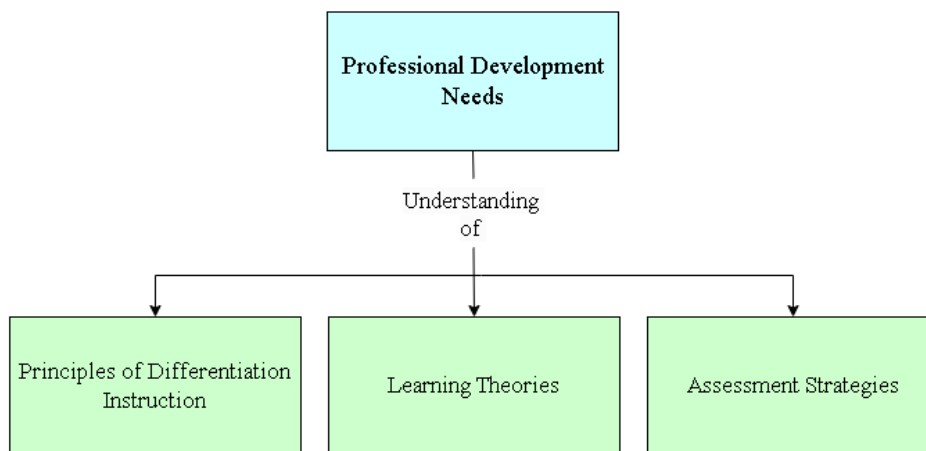 Professional Development
Needs
Understanding
of
Principles of Differentiation
Instruction
Learning Theories
Assessment Strategies